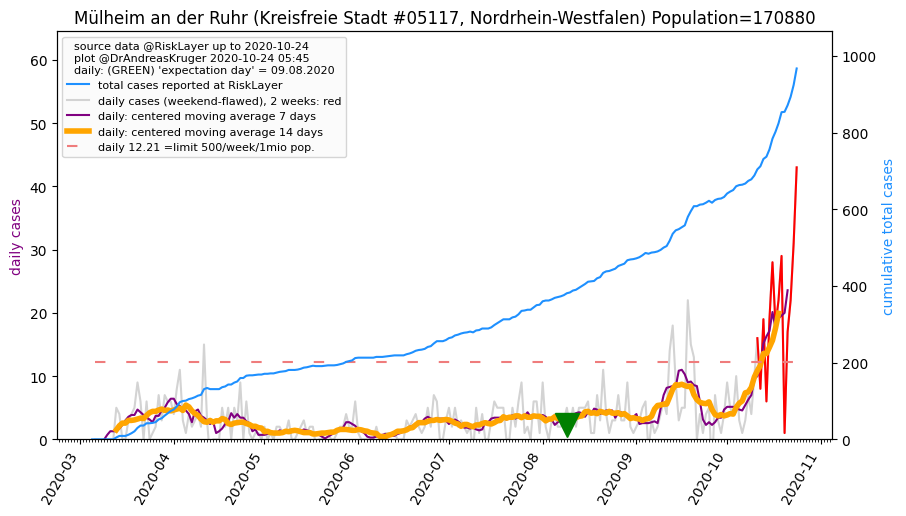 Mülheim an der Ruhr (Kreisfreie Stadt #05117, Nordrhein-Westfalen) Population=170880
source data @RiskLayer up to 2020-10-24
plot @DrAndreasKruger 2020-10-24 05:45
daily: (GREEN) 'expectation day' = 09.08.2020
total cases reported at RiskLayer
daily cases (weekend-flawed), 2 weeks: red
daily: centered moving average 7 days
daily: centered moving average 14 days
daily 12.21 =limit 500/week/1mio pop.
daily cases
60
50
40
30
20
10
0
cumulative total cases
1000
800
600
400
200
0
2020-03
2020-04
2020-05
2020-06
2020-07
2020-08
2020-09
2020-10
2020-11